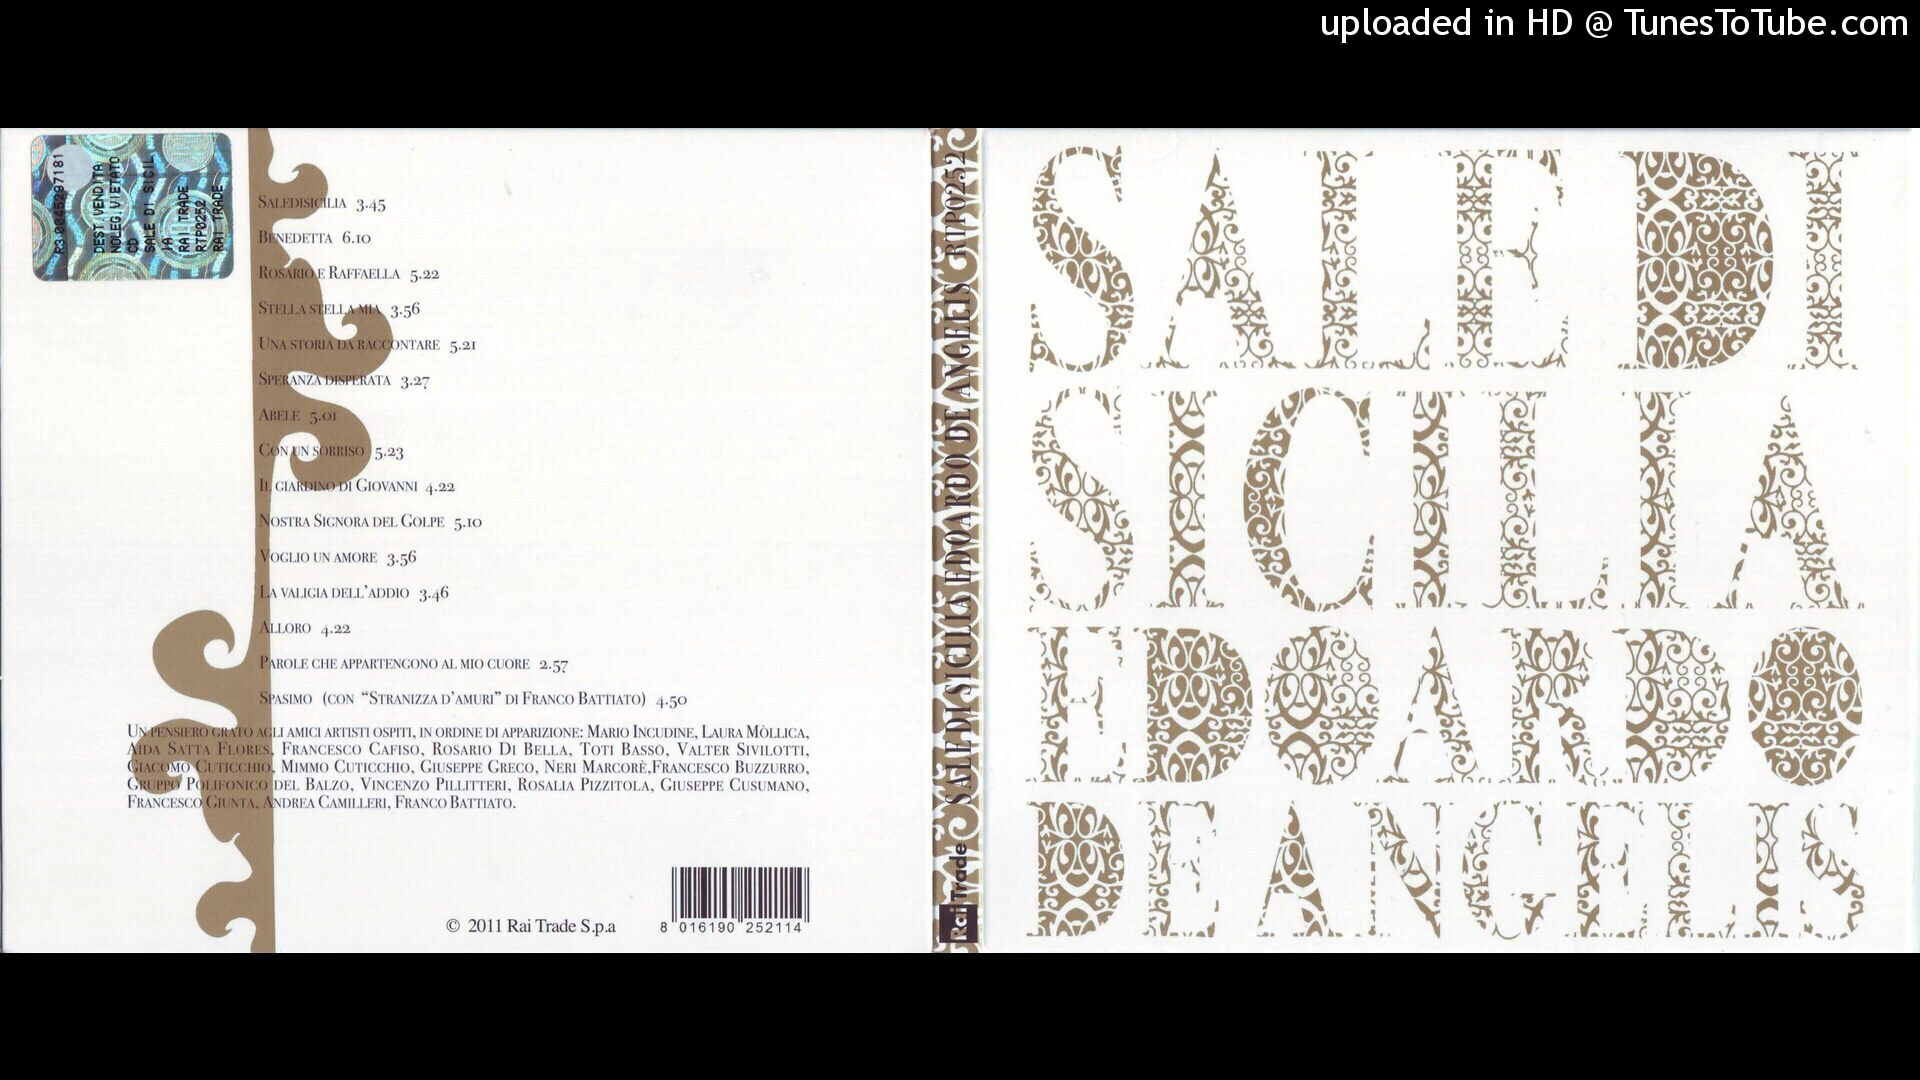 uploaded in HD @ TunesToTube.com
R3.0045297181
DEST.VENDITA
NOLEG.VIETATO
CD
SALE DI SICIL
IA
RAI TRADE
RTP0252
RAI TRADE
Saledisicilia 3.45
Benedetta 6.10
Rosario e Raffaella 5.22
Stella stella mia 3.56
Una storia da raccontare 5.21
Speranza disperata 3.27
Abele 5.01
Con un sorriso 5.23
Il giardino di Giovanni 4.22
Nostra Signora del Golpe 5.10
Voglio un amore 3.56
La valigia dell'addio 3.46
Alloro 4.22
Parole che appartengono al mio cuore 2.57
Spasimo (con “Stranizza d'amuri” di Franco Battiato) 4.50
Un pensiero grato agli amici artisti ospiti, in ordine di apparizione: Mario Incudine, Laura Mòllica,
Aida Satta Flores, Francesco Cafiso, Rosario Di Bella, Toti Basso, Valter Sivilotti,
Giacomo Cuticchio, Mimmo Cuticchio, Giuseppe Greco, Neri Marcorè,Francesco Buzzurro,
Gruppo Polifonico del Balzo, Vincenzo Pillitteri, Rosalia Pizzitola, Giuseppe Cusumano,
Francesco Giunta, Andrea Camilleri, Franco Battiato.
© 2011 Rai Trade S.p.a
8 016190 252114
Rai Trade SALE DI SICILIA EDOARDO DE ANGELIS RTP0252
SALE DI
SICILIA
EDOARDO
DE ANGELIS